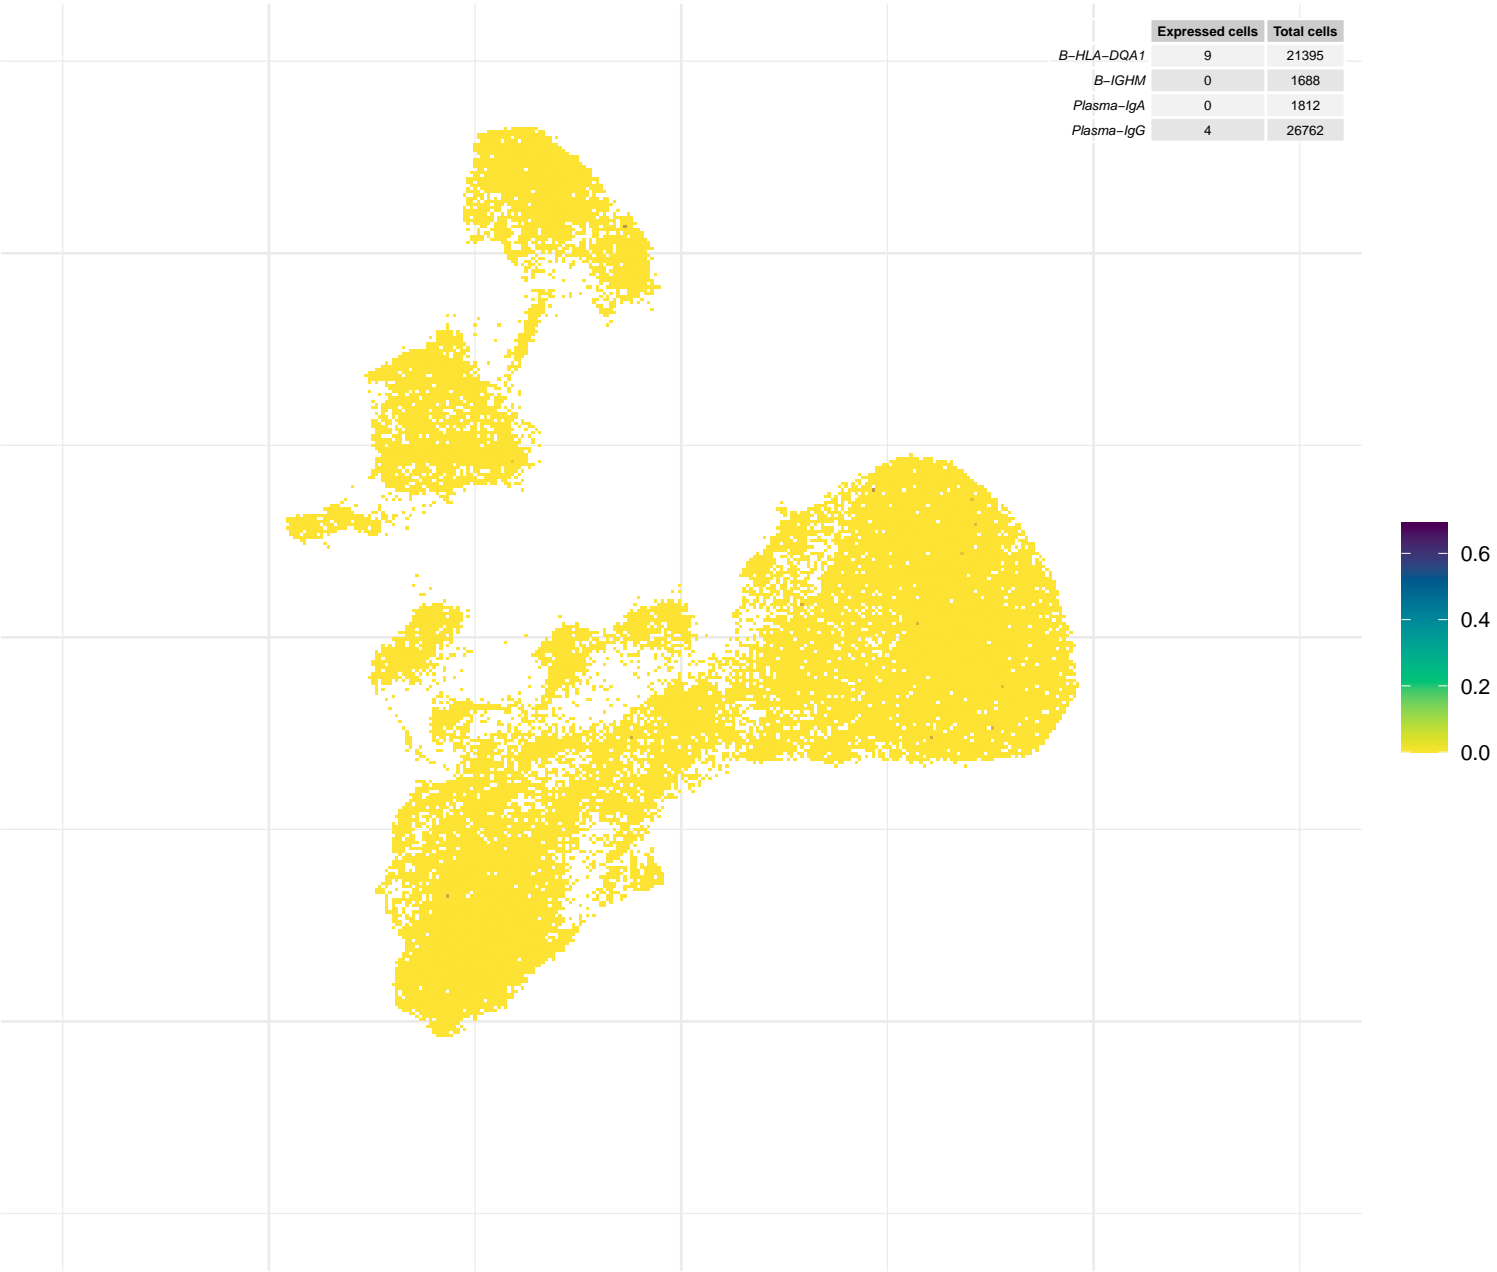 Expressed cells Total cells
B−HLA−DQA1 9 21395
B−IGHM 0 1688
Plasma−IgA 0 1812
Plasma−IgG 4 26762
0.6
0.4
0.2
0.0